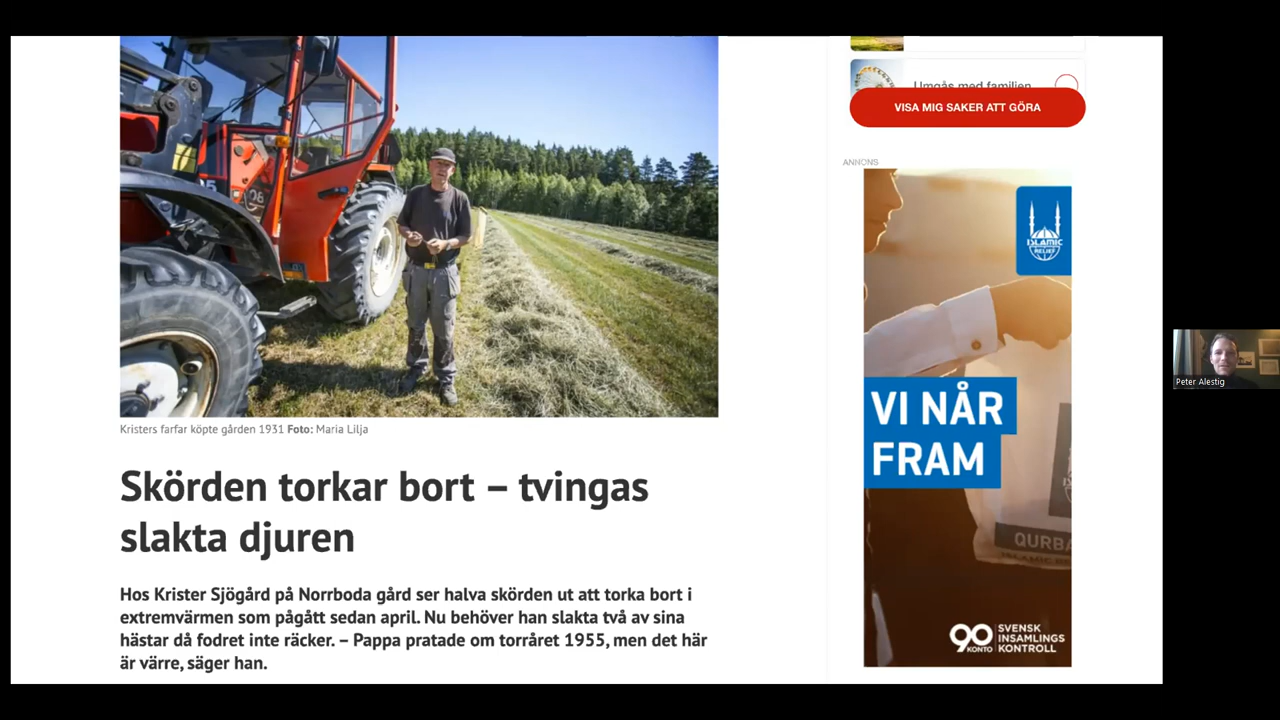 Kristers farfar köpte gården 1931 Foto: Maria Lilja
Skörden torkar bort – tvingas
slakta djuren
Hos Krister Sjögård på Norrboda gård ser halva skörden ut att torka bort i
extremvärmen som pågått sedan april. Nu behöver han slakta två av sina
hästar då fodret inte räcker. – Pappa pratade om torråret 1955, men det här
är värre, säger han.
Umgås med familjen
VISA MIG SAKER ATT GÖRA
ANNONS
ISLAMIC
RELIEF
VI NÅR
FRAM
QURBA
ISLAMIC RE
90
KONTO
SVENSK
INSAMLINGS
KONTROLL
Peter Alestig